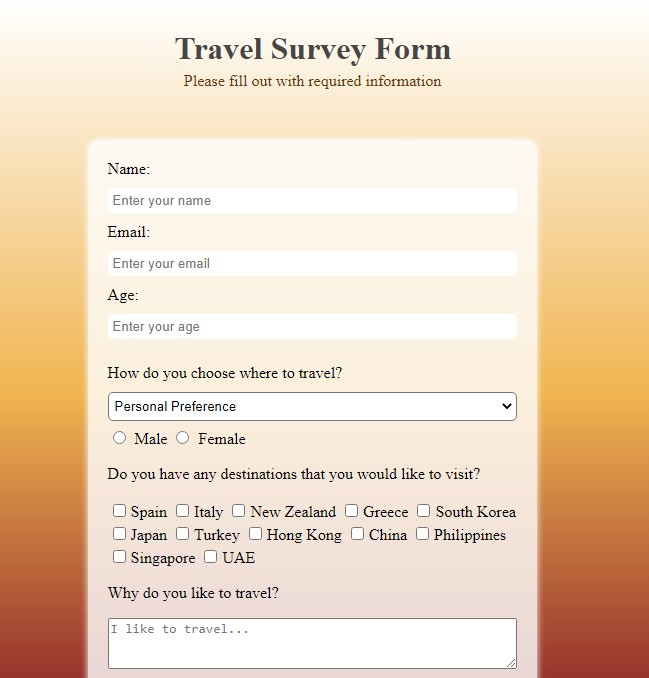 Travel Survey Form
Please fill out with required information
Name:
Enter your name
Email:
Enter your email
Age:
Enter your age
How do you choose where to travel?
Personal Preference
Male Female
Do you have any destinations that you would like to visit?
Spain Italy New Zealand Greece South Korea
Japan Turkey Hong Kong China Philippines
Singapore UAE
Why do you like to travel?
I like to travel...